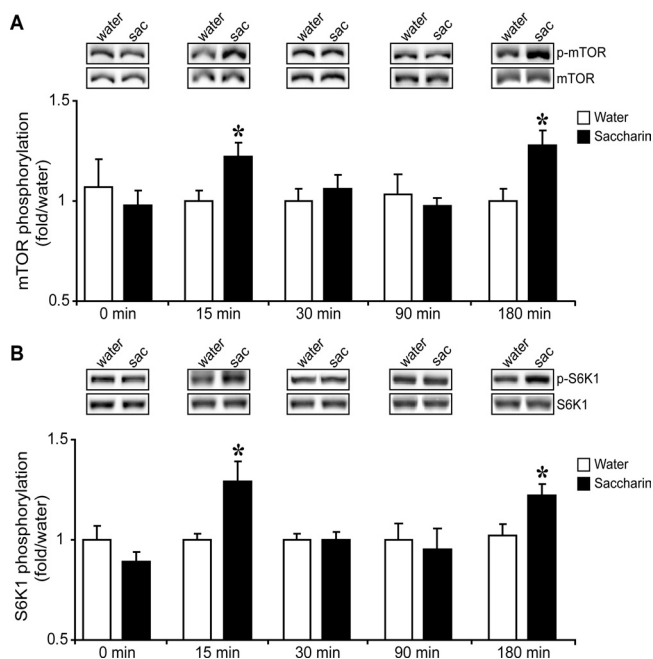 A
water sac water sac water sac water sac water sac
p-mTOR
mTOR
mTOR phosphorylation
(fold/water)
1.5
1
0.5
* *
Water
Saccharin
0 min 15 min 30 min 90 min 180 min
B
water sac water sac water sac water sac water sac
p-S6K1
S6K1
S6K1 phosphorylation
(fold/water)
1.5
1
0.5
* *
Water
Saccharin
0 min 15 min 30 min 90 min 180 min